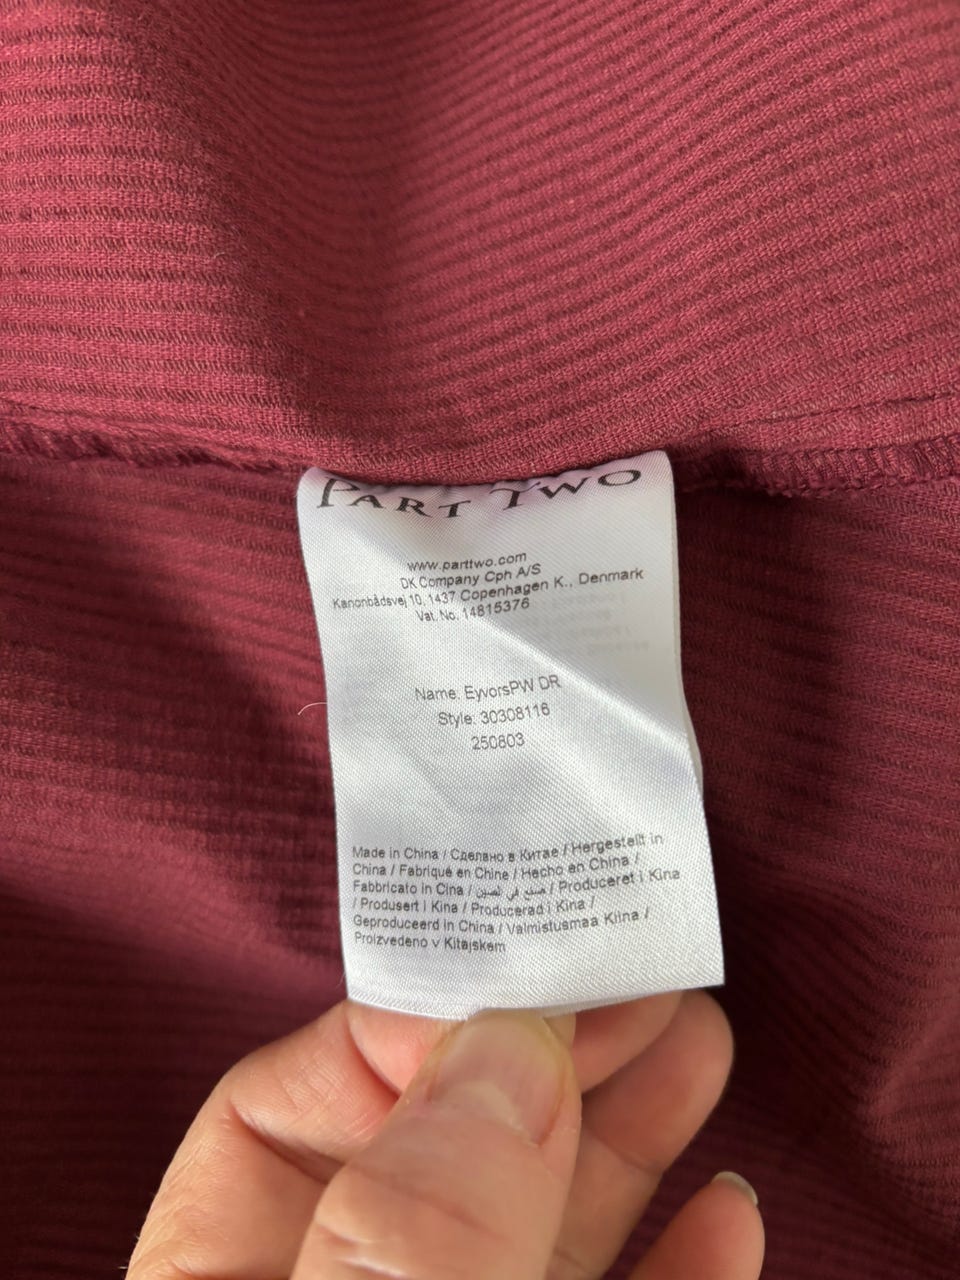 PART TWO
www.parttwo.com
DK Company Cph A/S
Kanonbådsvej 10, 1437 Copenhagen K., Denmark
Vat. No. 14815376
Name: EyvorsPW DR
Style: 30308116
250803
Made in China / Сделано в Китае / Hergestellt in
China / Fabriqué en Chine / Hecho en China /
Fabbricato in Cina / صنع في الصين / Produceret i Kina
/ Produsert i Kina / Producerad i Kina /
Geproduceerd in China / Valmistusmaa Kiina /
Proizvedeno v Kitajskem